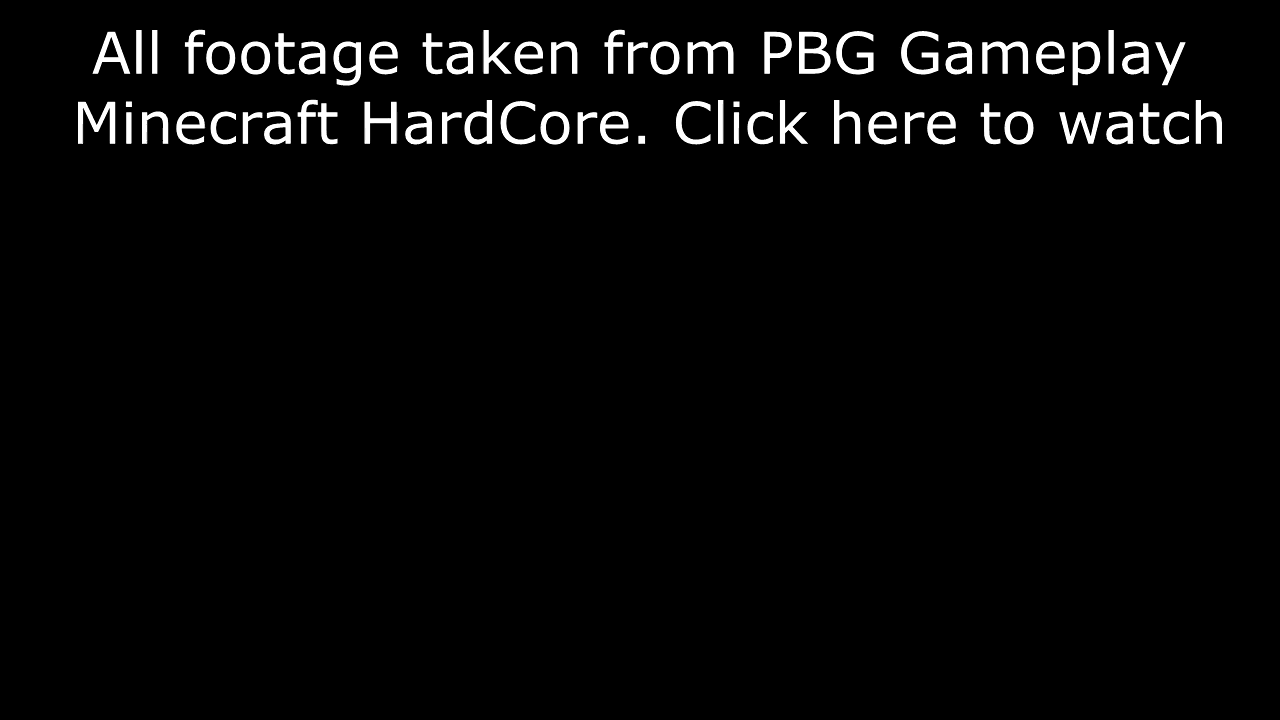 All footage taken from PBG Gameplay
Minecraft HardCore. Click here to watch